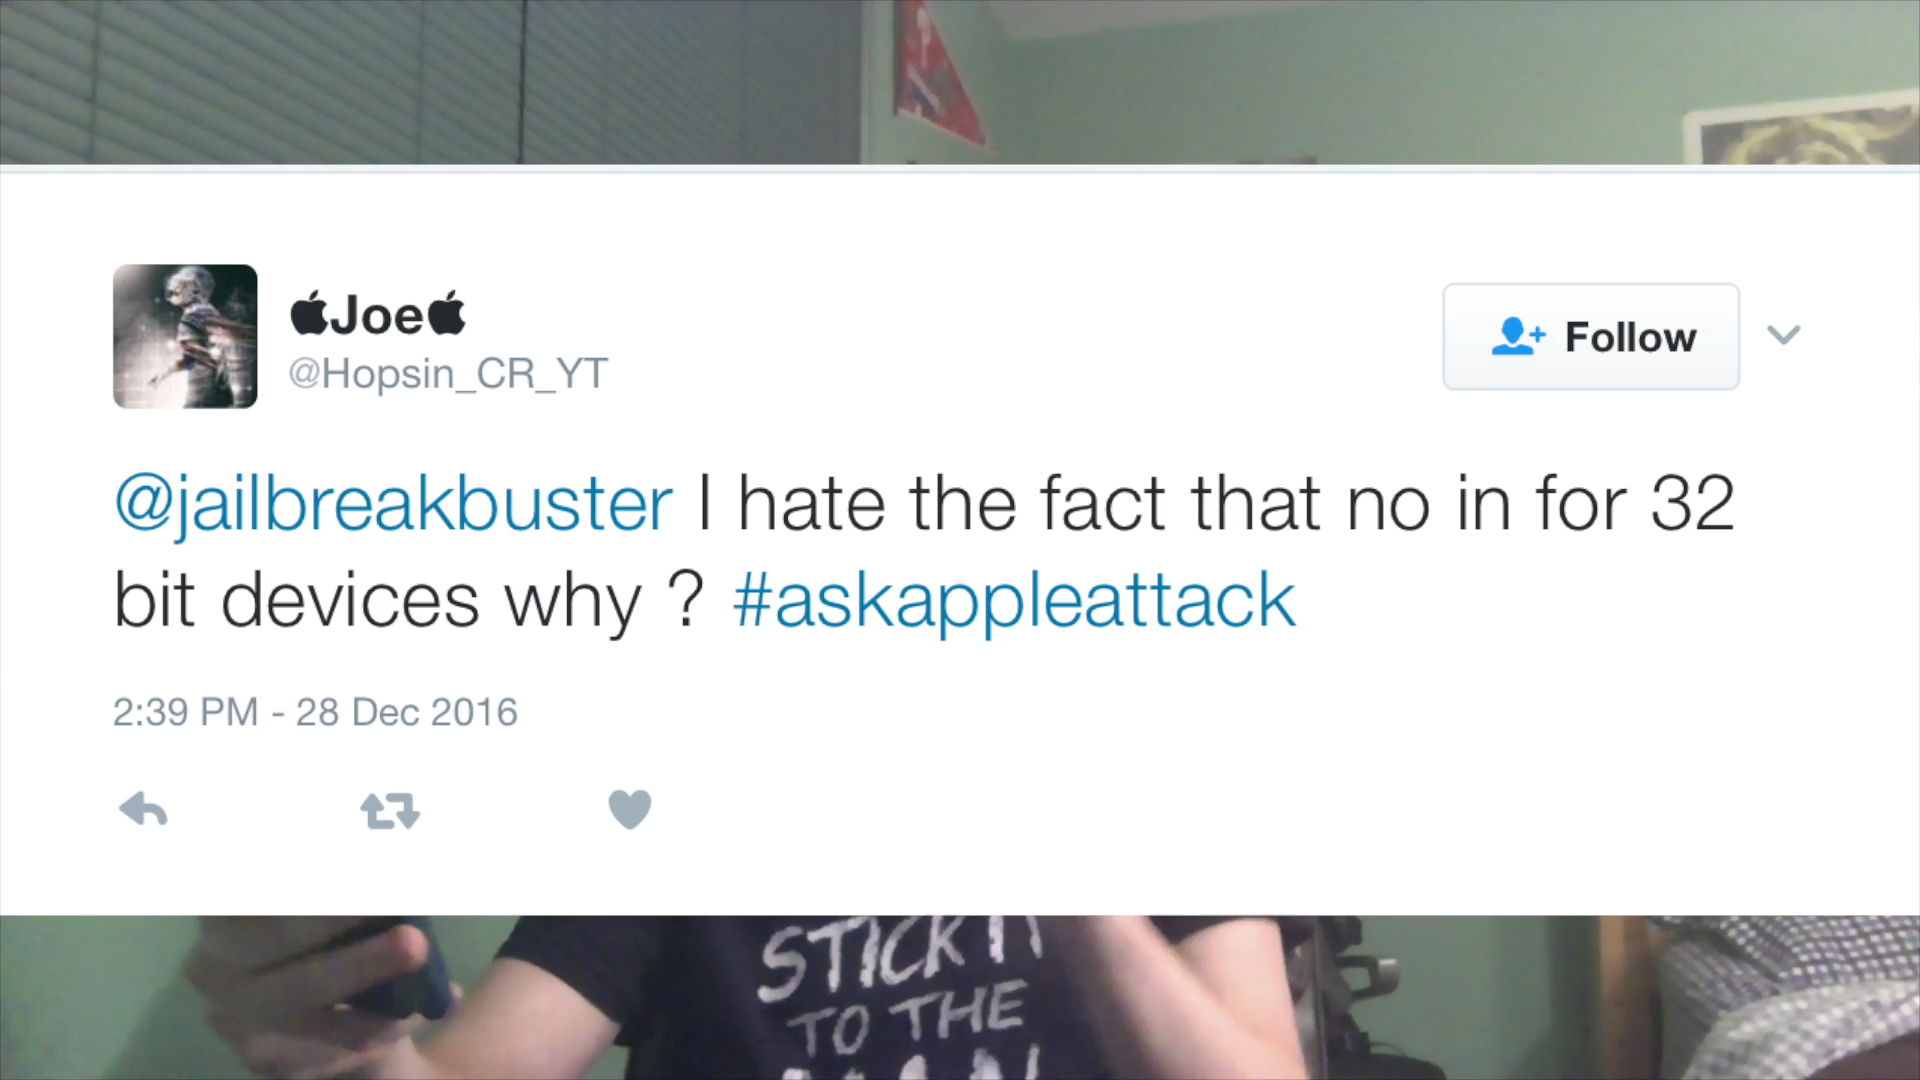 Joe
@Hopsin_CR_YT
Follow
@jailbreakbuster I hate the fact that no in for 32
bit devices why ? #askappleattack
2:39 PM - 28 Dec 2016
STICK IT
TO THE